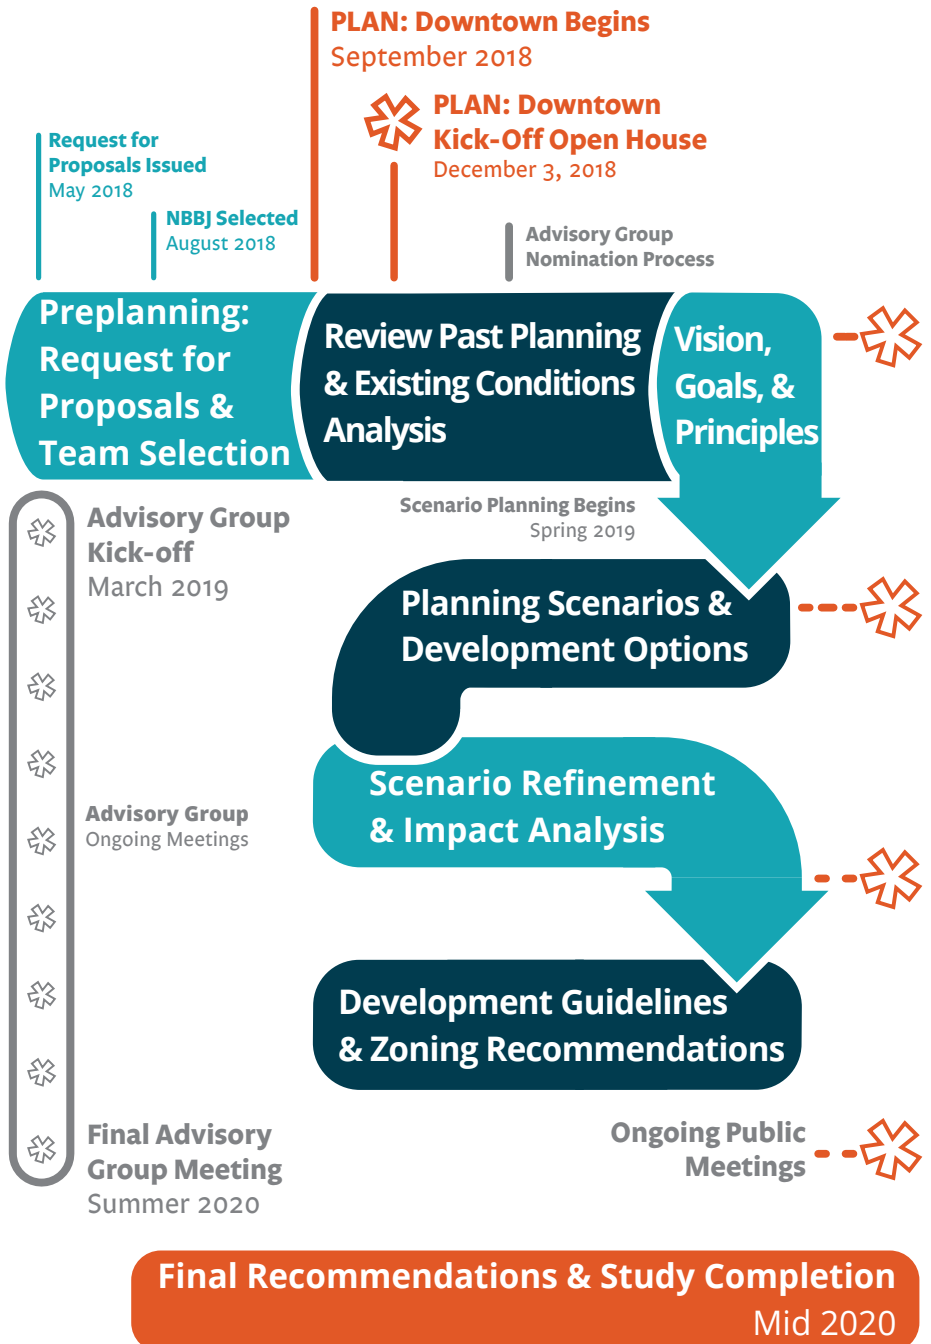 PLAN: Downtown Begins
September 2018
PLAN: Downtown
Kick-Off Open House
December 3, 2018
Request for
Proposals Issued
May 2018
NBBJ Selected
August 2018
Advisory Group
Nomination Process
Preplanning:
Request for
Proposals &
Team Selection
Review Past Planning
& Existing Conditions
Analysis
Vision,
Goals, &
Principles
Advisory Group
Kick-off
March 2019
Scenario Planning Begins
Spring 2019
Planning Scenarios &
Development Options
Scenario Refinement
& Impact Analysis
Advisory Group
Ongoing Meetings
Development Guidelines
& Zoning Recommendations
Final Advisory
Group Meeting
Summer 2020
Ongoing Public
Meetings
Final Recommendations & Study Completion
Mid 2020